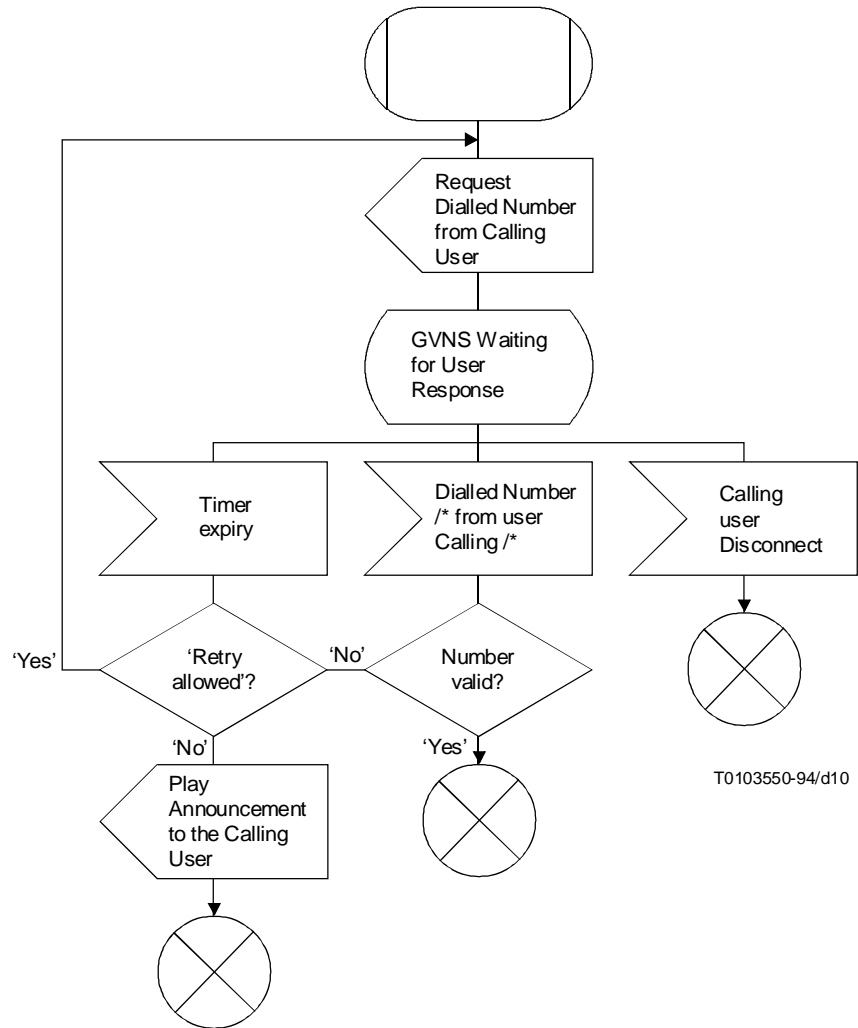 Request
Dialled Number
from Calling
User
GVNS Waiting
for User
Response
Timer
expiry
Dialled Number
/* from user
Calling /*
Calling
user
Disconnect
‘Yes’
‘Retry
allowed’?
‘No’
Number
valid?
‘No’
‘Yes’
Play
Announcement
to the Calling
User
T0103550-94/d10